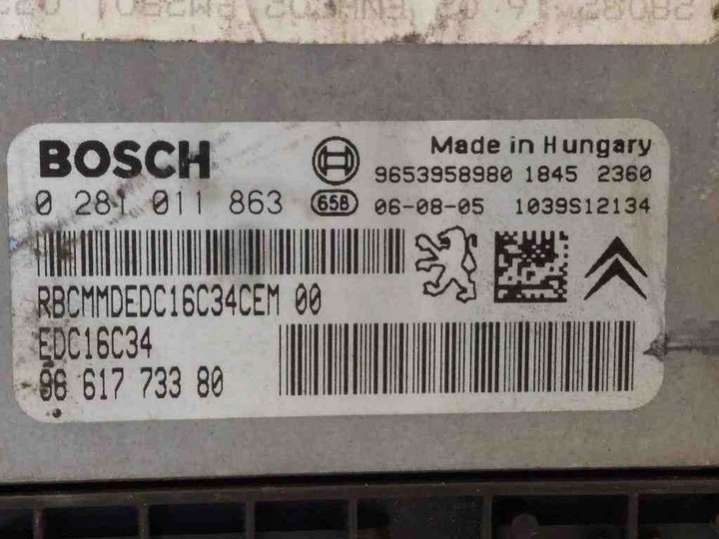 BOSCH
Made in Hungary
9653958980 1845 2360
0 281 011 863
658
06-08-05 1039S12134
RBCMMDEDC16C34CEM 00
EDC16C34
96 617 733 80